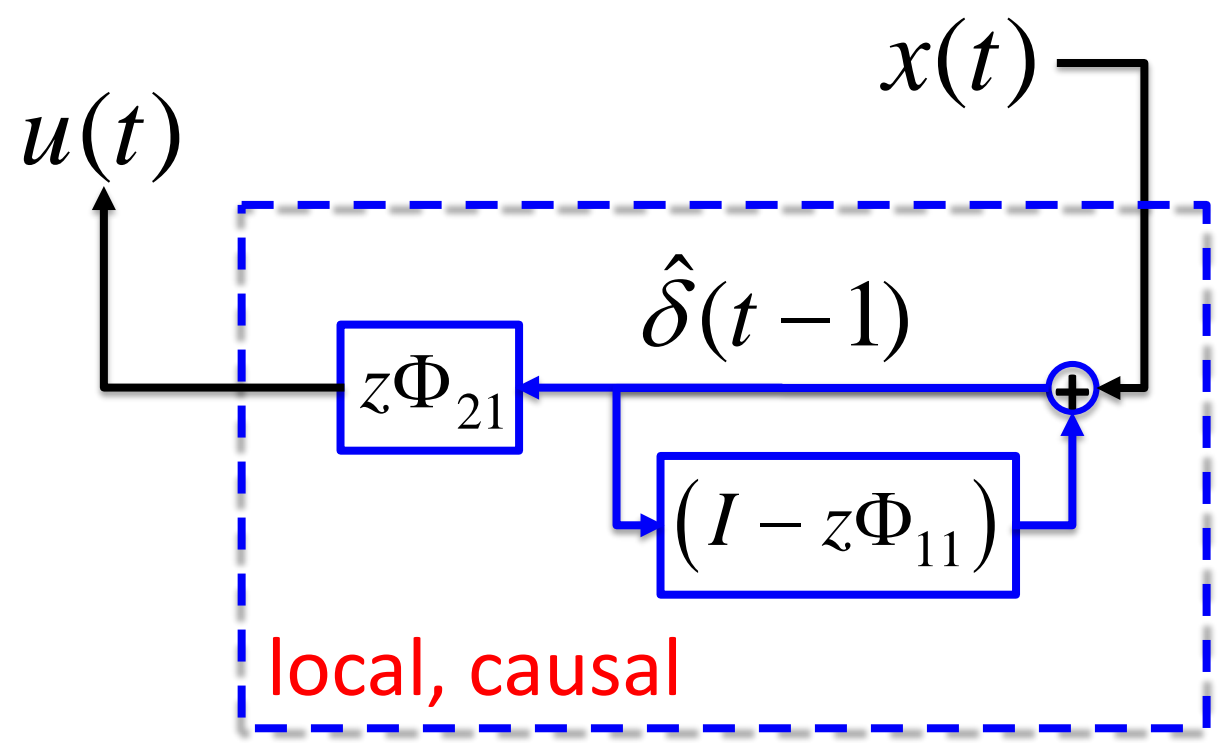 x(t)
u(t)
δ̂(t − 1)
zΦ₂₁
+
(I − zΦ₁₁)
local, causal